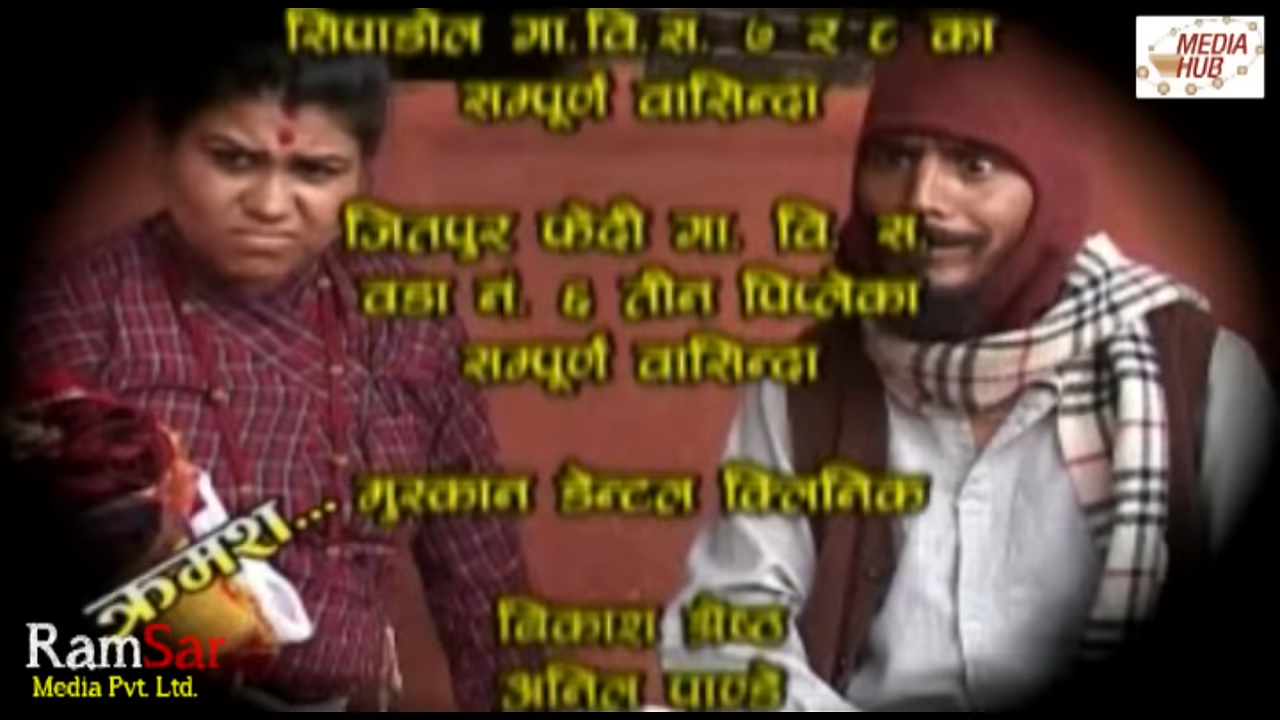 सिपाडोल गा.वि.स. ७ र ८ का
सम्पूर्ण वासिन्दा
MEDIA
HUB
जितपुर फेदी गा. वि. स.
वडा नं. ६ तीन पिप्लेका
सम्पूर्ण वासिन्दा
मुस्कान डेन्टल क्लिनिक
क्रमश...
बिकाश श्रेष्ठ
अनिल पाण्डे
RamSar
Media Pvt. Ltd.